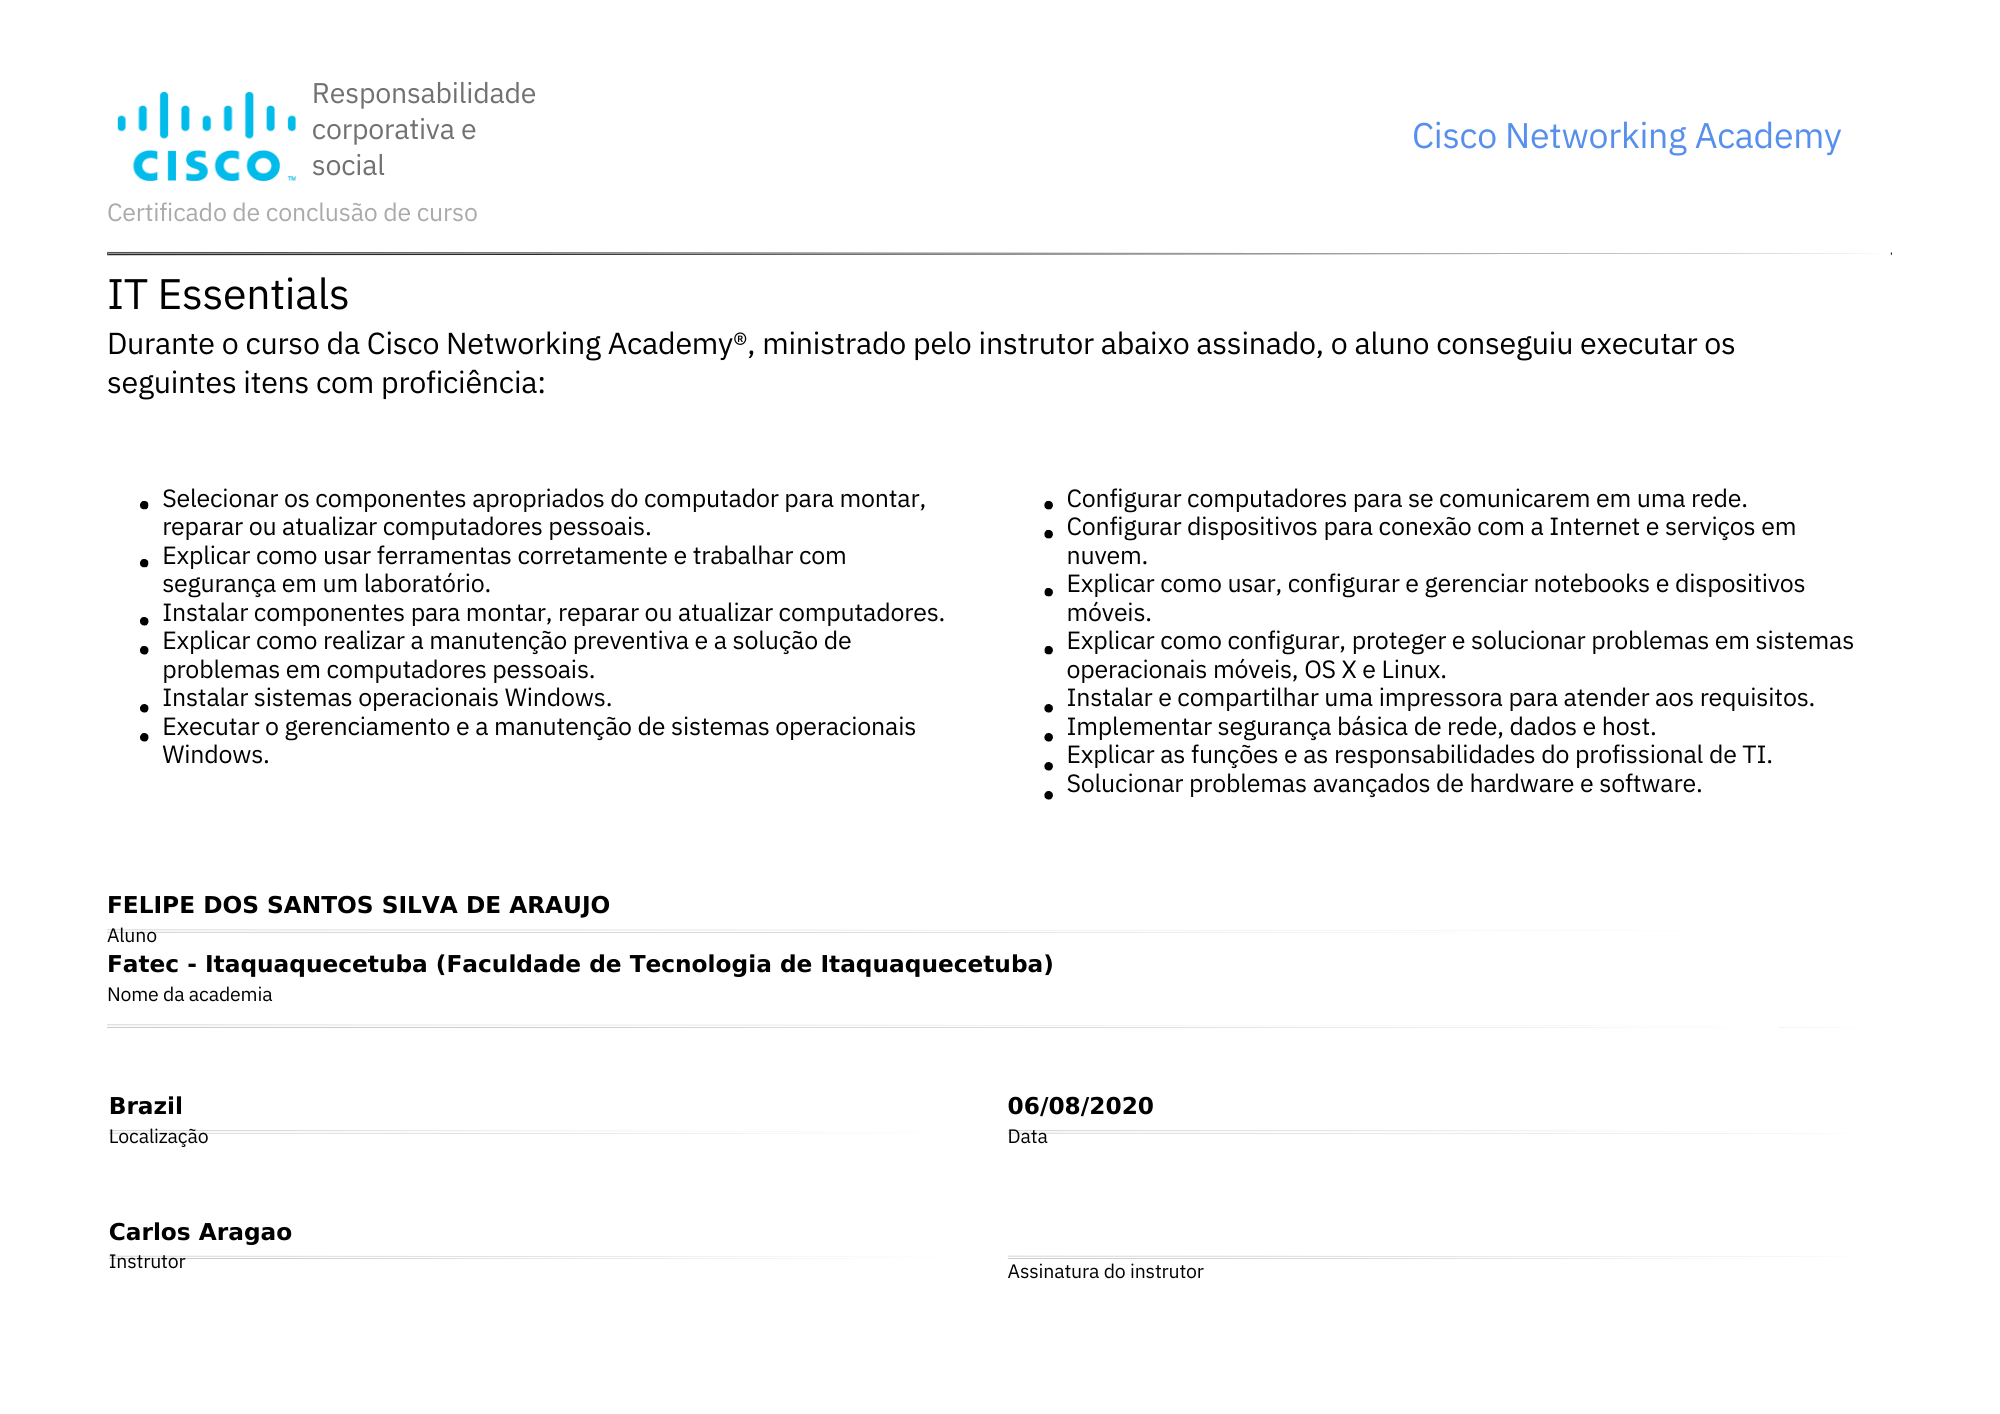 CISCO™
Responsabilidade
corporativa e
social
Cisco Networking Academy
Certificado de conclusão de curso
IT Essentials
Durante o curso da Cisco Networking Academy®, ministrado pelo instrutor abaixo assinado, o aluno conseguiu executar os
seguintes itens com proficiência:
• Selecionar os componentes apropriados do computador para montar,
reparar ou atualizar computadores pessoais.
• Explicar como usar ferramentas corretamente e trabalhar com
segurança em um laboratório.
• Instalar componentes para montar, reparar ou atualizar computadores.
• Explicar como realizar a manutenção preventiva e a solução de
problemas em computadores pessoais.
• Instalar sistemas operacionais Windows.
• Executar o gerenciamento e a manutenção de sistemas operacionais
Windows.
• Configurar computadores para se comunicarem em uma rede.
• Configurar dispositivos para conexão com a Internet e serviços em
nuvem.
• Explicar como usar, configurar e gerenciar notebooks e dispositivos
móveis.
• Explicar como configurar, proteger e solucionar problemas em sistemas
operacionais móveis, OS X e Linux.
• Instalar e compartilhar uma impressora para atender aos requisitos.
• Implementar segurança básica de rede, dados e host.
• Explicar as funções e as responsabilidades do profissional de TI.
• Solucionar problemas avançados de hardware e software.
FELIPE DOS SANTOS SILVA DE ARAUJO
Aluno
Fatec - Itaquaquecetuba (Faculdade de Tecnologia de Itaquaquecetuba)
Nome da academia
Brazil
Localização
06/08/2020
Data
Carlos Aragao
Instrutor
Assinatura do instrutor